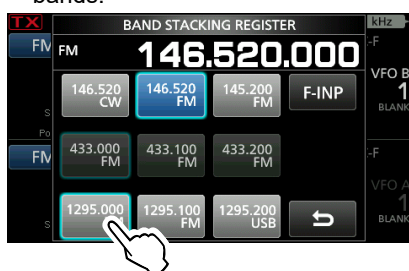 bands.
TX
BAND STACKING REGISTER
kHz
FM
FM
146.520.000
-F
VFO B
1
BLANK
146.520
CW
146.520
FM
145.200
FM
F-INP
S
Po
FM
433.000
FM
433.100
FM
433.200
FM
-F
VFO A
1
BLANK
S
1295.000
1295.100
FM
1295.200
USB